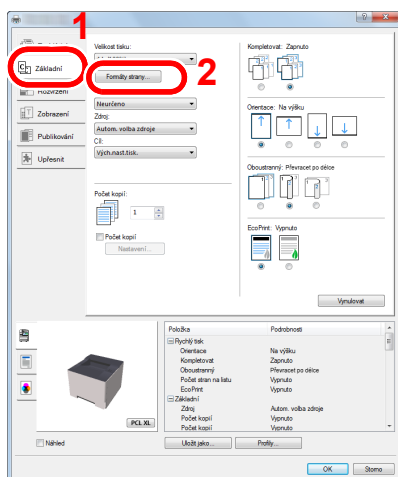 1
Velikost tisku:
Kompletovat: Zapnuto
Základní
Formáty strany...
2
Rozvržení
Neurčeno
Orientace: Na výšku
Zobrazení
Zdroj:
Autom. volba zdroje
Publikování
Cíl:
Vých.nast.tisk.
Upřesnit
Oboustranný: Převracet po délce
Počet kopií:
1
EcoPrint: Vypnuto
Počet kopií
Nastavení...
Vynulovat
Položka Podrobnosti
Rychlý tisk
Orientace Na výšku
Kompletovat Zapnuto
Oboustranný Převracet po délce
Počet stran na listu Vypnuto
EcoPrint Vypnuto
Základní
Zdroj Autom. volba zdroje
Počet kopií Vypnuto
PCL XL
Počet kopií Vypnuto
Náhled
Uložit jako...
Profily...
OK
Storno